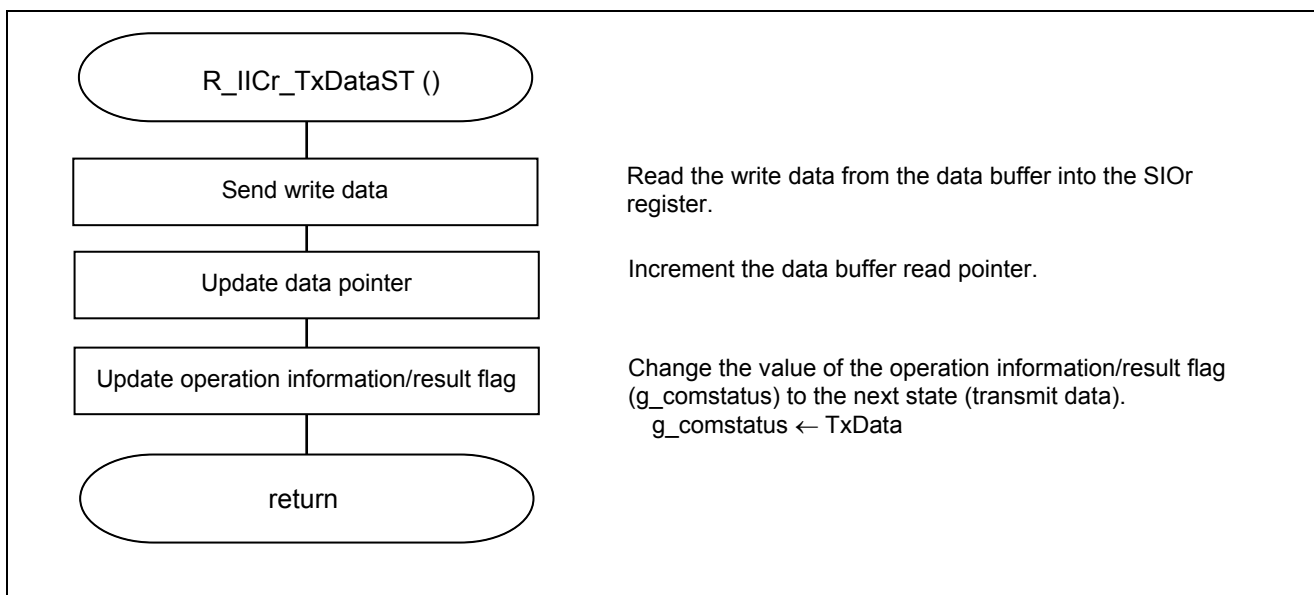 R_IICr_TxDataST ()
Send write data
Read the write data from the data buffer into the SIOr
register.
Update data pointer
Increment the data buffer read pointer.
Update operation information/result flag
Change the value of the operation information/result flag
(g_comstatus) to the next state (transmit data).
g_comstatus ← TxData
return